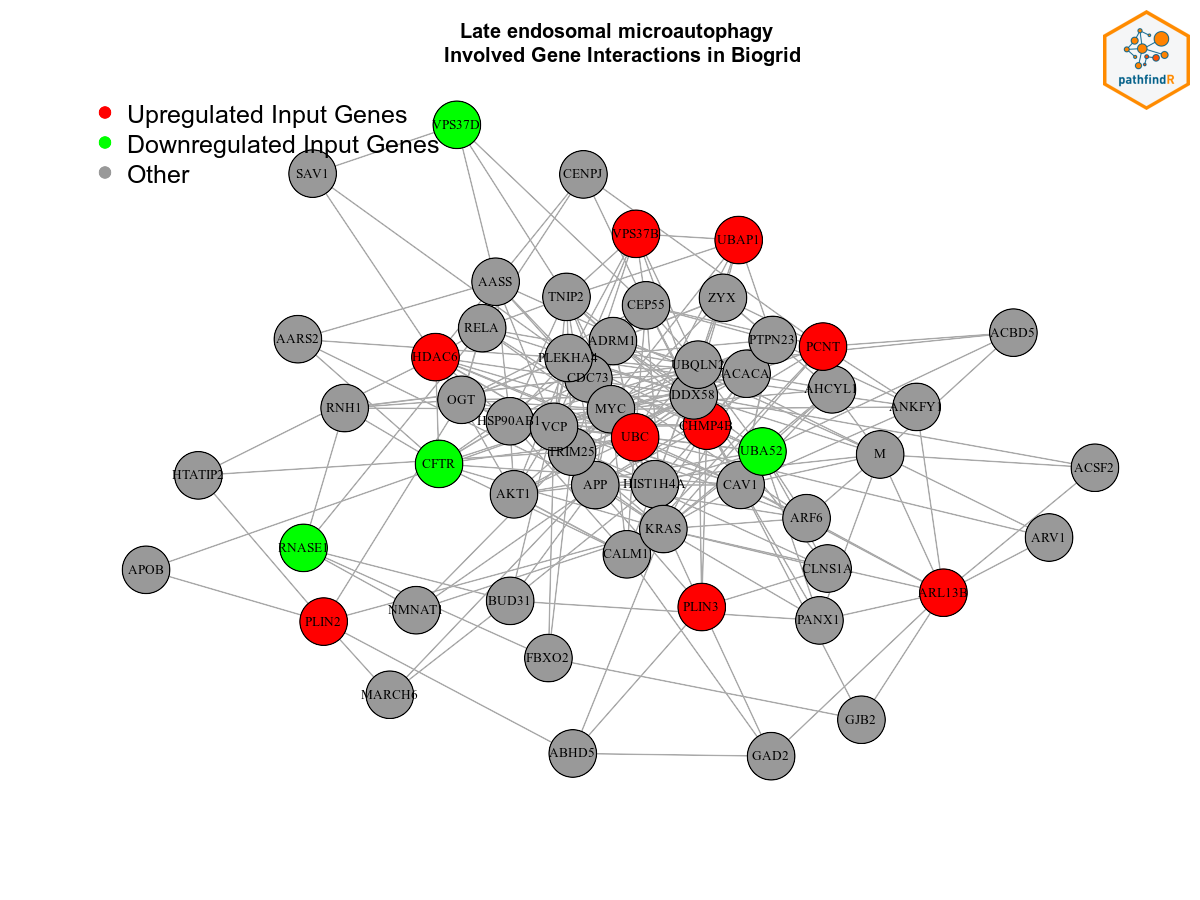 Late endosomal microautophagy
Involved Gene Interactions in Biogrid
pathfindR
Upregulated Input Genes
Downregulated Input Genes
Other
VPS37D
SAV1
CENPJ
VPS37B
UBAP1
AASS
TNIP2
CEP55
ZYX
RELA
AARS2
ACBD5
ADRM1
PTPN23
PCNT
HDAC6
PLEKHA4
UBQLN2
ACACA
CDC73
AHCYL1
DDX58
OGT
RNH1
MYC
ANKFY1
HSP90AB1
VCP
CHMP4B
UBC
TRIM25
UBA52
M
CFTR
ACSF2
HTATIP2
APP
HIST1H4A
CAV1
AKT1
ARF6
KRAS
ARV1
RNASE1
CALM1
APOB
CLNS1A
ARL13B
BUD31
PLIN3
NMNAT1
PLIN2
PANX1
FBXO2
MARCH6
GJB2
ABHD5
GAD2